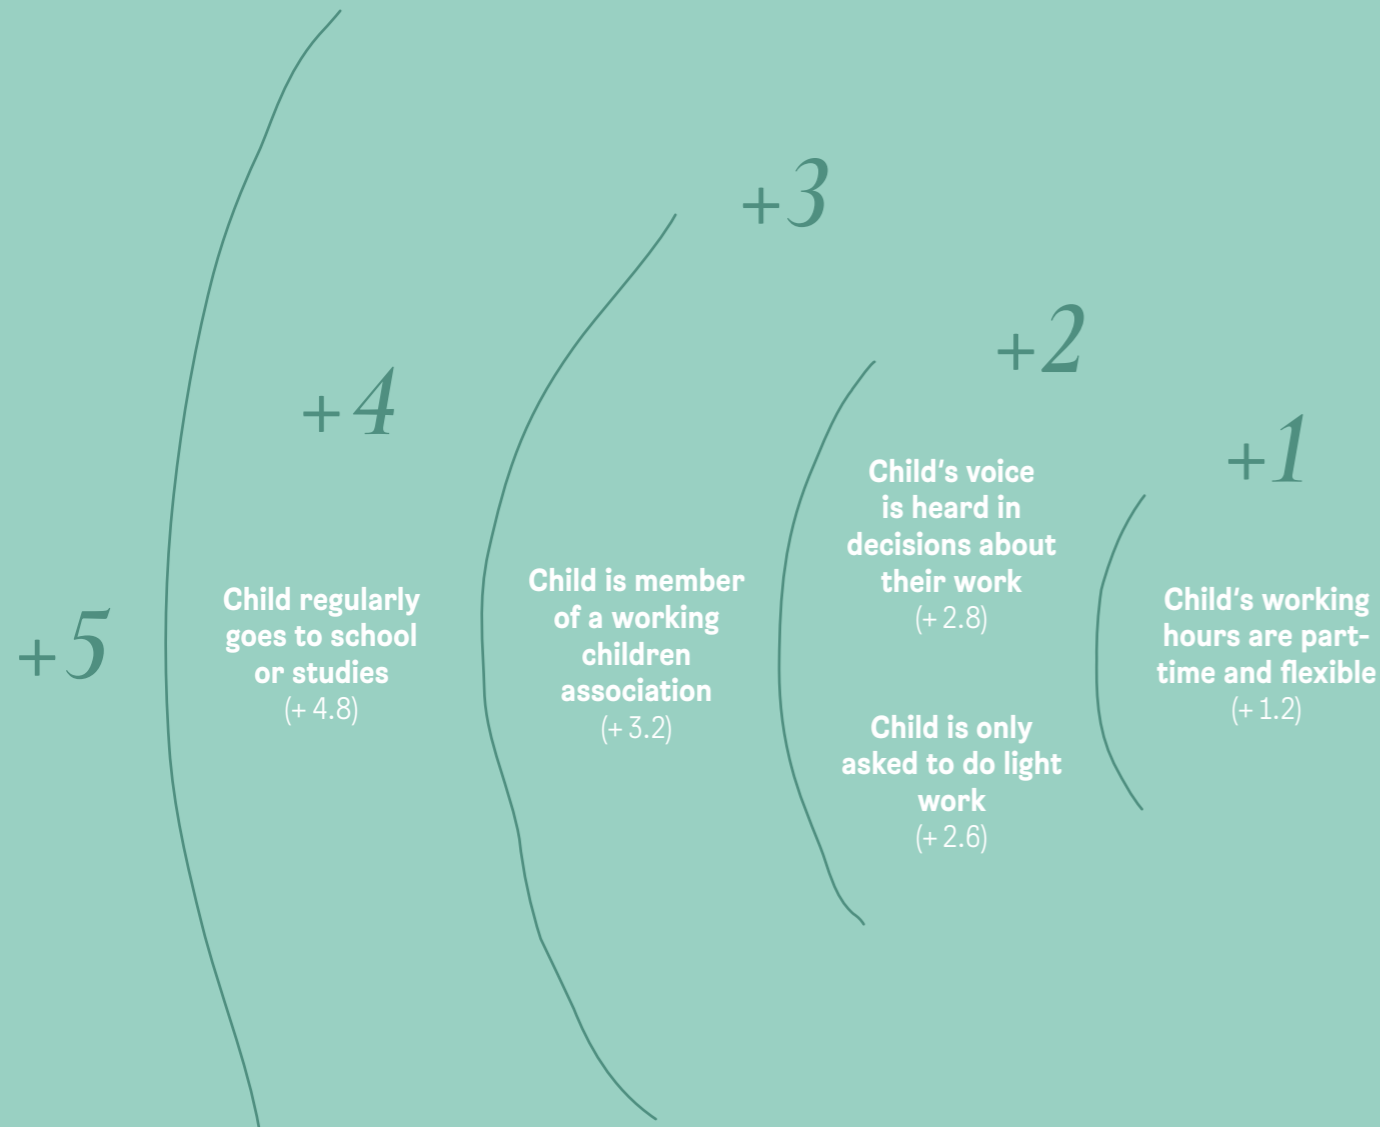 +5
+4
Child regularly
goes to school
or studies
(+ 4.8)
+3
Child is member
of a working
children
association
(+ 3.2)
+2
Child's voice
is heard in
decisions about
their work
(+ 2.8)
Child is only
asked to do light
work
(+ 2.6)
+1
Child's working
hours are part-
time and flexible
(+ 1.2)